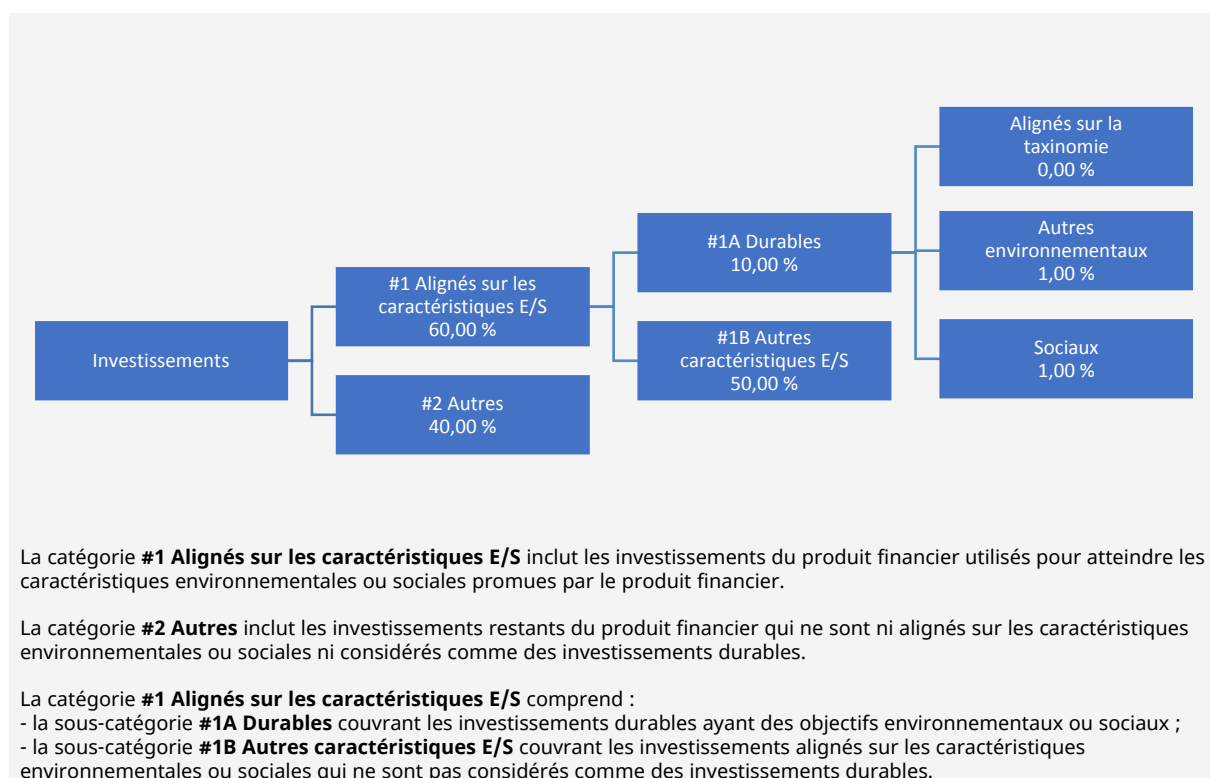 Investissements
#1 Alignés sur les
caractéristiques E/S
60,00 %
#2 Autres
40,00 %
#1A Durables
10,00 %
#1B Autres
caractéristiques E/S
50,00 %
Alignés sur la
taxinomie
0,00 %
Autres
environnementaux
1,00 %
Sociaux
1,00 %
La catégorie #1 Alignés sur les caractéristiques E/S inclut les investissements du produit financier utilisés pour atteindre les
caractéristiques environnementales ou sociales promues par le produit financier.
La catégorie #2 Autres inclut les investissements restants du produit financier qui ne sont ni alignés sur les caractéristiques
environnementales ou sociales ni considérés comme des investissements durables.
La catégorie #1 Alignés sur les caractéristiques E/S comprend :
- la sous-catégorie #1A Durables couvrant les investissements durables ayant des objectifs environnementaux ou sociaux ;
- la sous-catégorie #1B Autres caractéristiques E/S couvrant les investissements alignés sur les caractéristiques
environnementales ou sociales qui ne sont pas considérés comme des investissements durables.